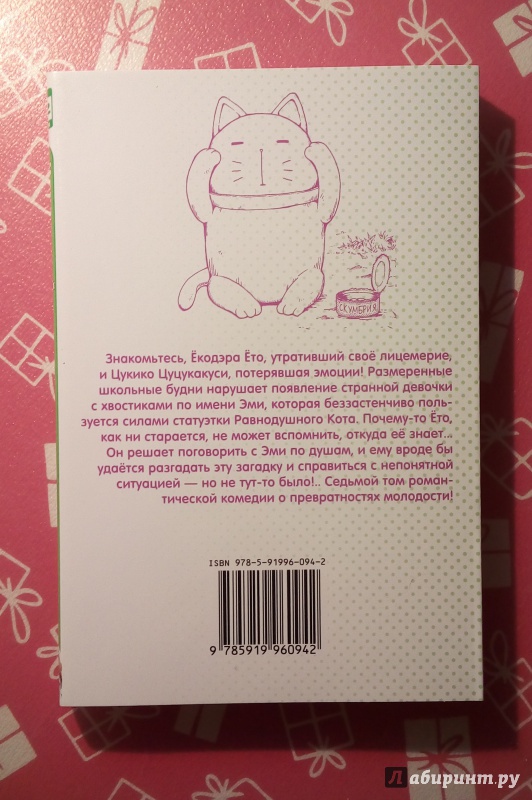 СКУМБРИЯ
Знакомьтесь, Ёкодэра Ёто, утративший своё лицемерие,
и Цукико Цуцукакуси, потерявшая эмоции! Размеренные
школьные будни нарушает появление странной девочки
с хвостиками по имени Эми, которая беззастенчиво поль-
зуется силами статуэтки Равнодушного Кота. Почему-то Ёто,
как ни старается, не может вспомнить, откуда её знает...
Он решает поговорить с Эми по душам, и ему вроде бы
удаётся разгадать эту загадку и справиться с непонятной
ситуацией — но не тут-то было!.. Седьмой том роман-
тической комедии о превратностях молодости!
ISBN 978-5-91996-094-2
9 785919 960942
Лабиринт.ру